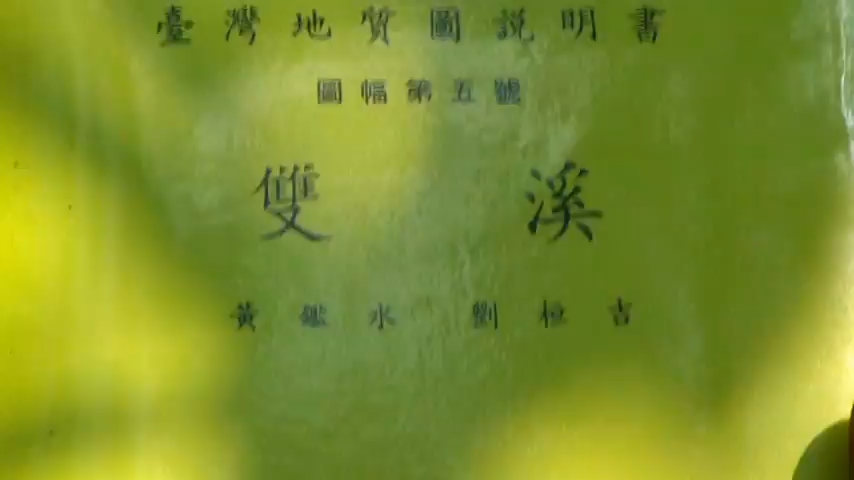 臺灣地質圖說明書
圖幅第五號
雙溪
黃鑑水 劉桓吉